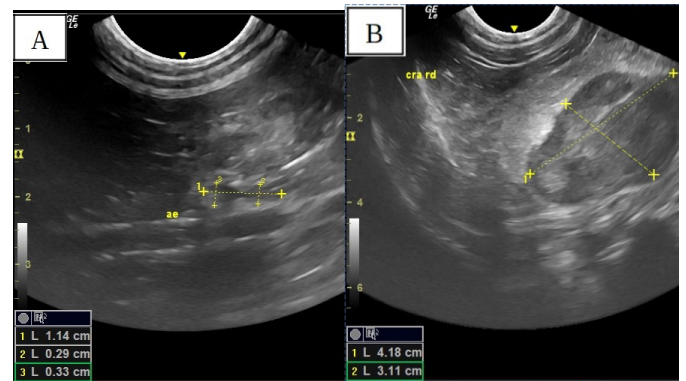 A
GE
Le
1
2
3
1
ae
1 L 1.14 cm
2 L 0.29 cm
3 L 0.33 cm
B
GE
Le
cra rd
2
4
6
1
1 L 4.18 cm
2 L 3.11 cm